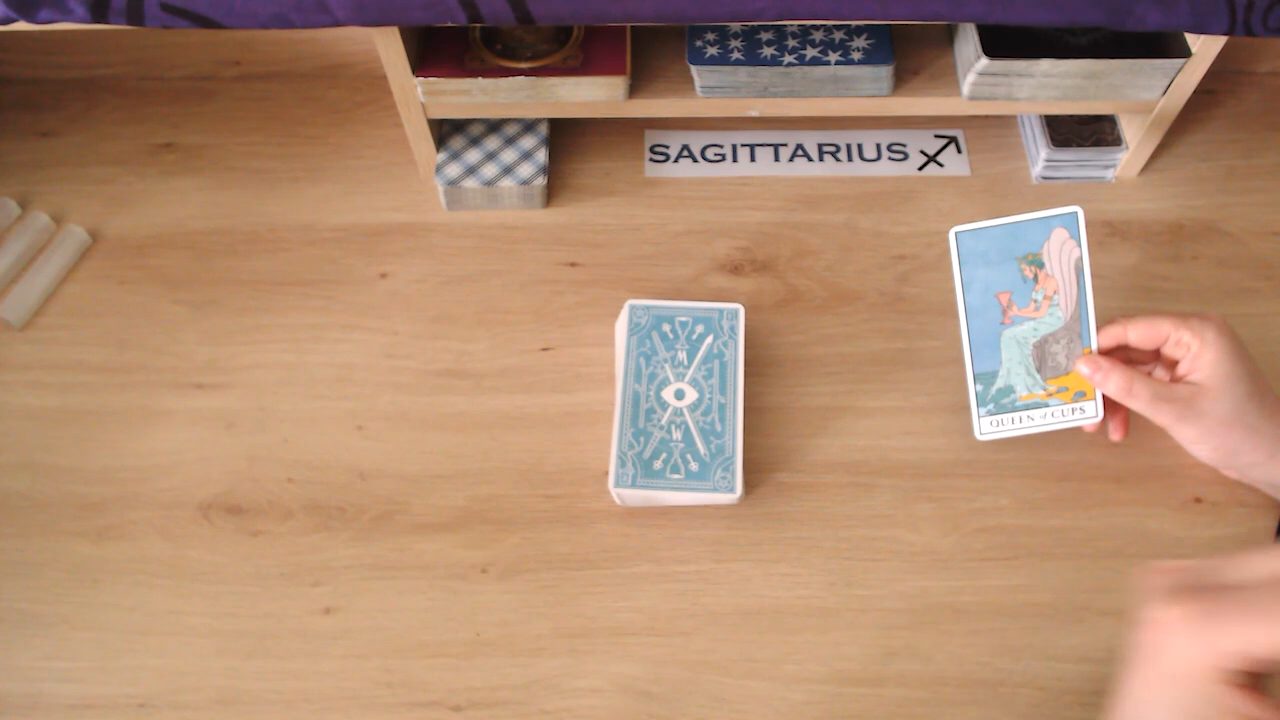 SAGITTARIUS ♐
QUEEN of CUPS
M
W